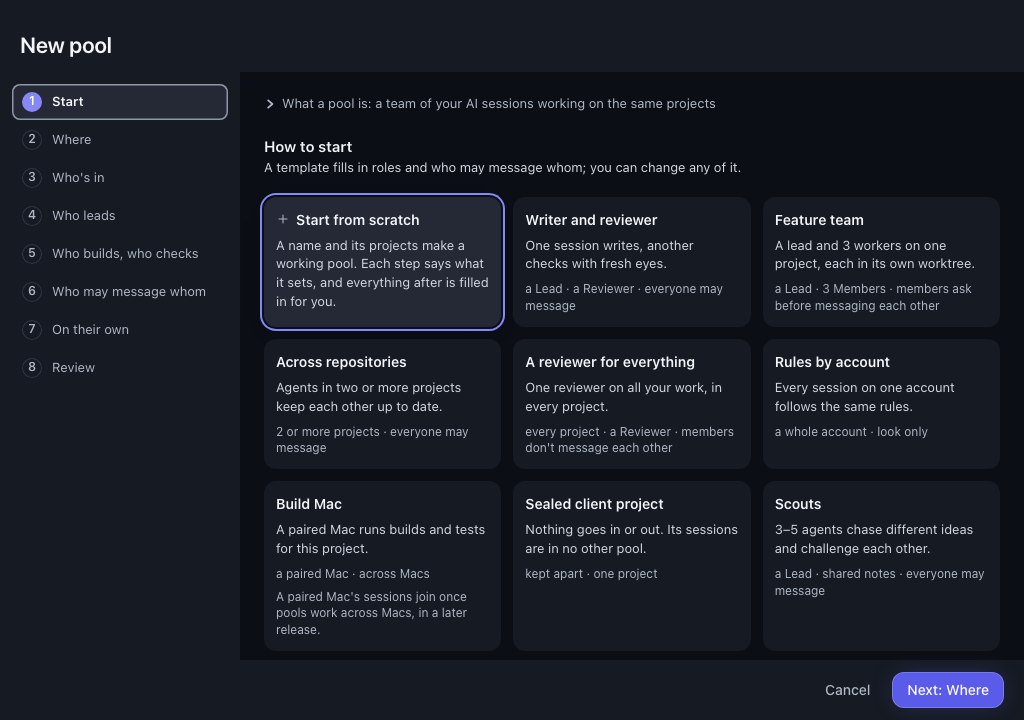 New pool
1 Start
2 Where
3 Who's in
4 Who leads
5 Who builds, who checks
6 Who may message whom
7 On their own
8 Review
What a pool is: a team of your AI sessions working on the same projects
How to start
A template fills in roles and who may message whom; you can change any of it.
+ Start from scratch
A name and its projects make a
working pool. Each step says what
it sets, and everything after is filled
in for you.
Writer and reviewer
One session writes, another
checks with fresh eyes.
a Lead · a Reviewer · everyone may
message
Feature team
A lead and 3 workers on one
project, each in its own worktree.
a Lead · 3 Members · members ask
before messaging each other
Across repositories
Agents in two or more projects
keep each other up to date.
2 or more projects · everyone may
message
A reviewer for everything
One reviewer on all your work, in
every project.
every project · a Reviewer · members
don't message each other
Rules by account
Every session on one account
follows the same rules.
a whole account · look only
Build Mac
A paired Mac runs builds and tests
for this project.
a paired Mac · across Macs
A paired Mac's sessions join once
pools work across Macs, in a later
release.
Sealed client project
Nothing goes in or out. Its sessions
are in no other pool.
kept apart · one project
Scouts
3–5 agents chase different ideas
and challenge each other.
a Lead · shared notes · everyone may
message
Cancel
Next: Where